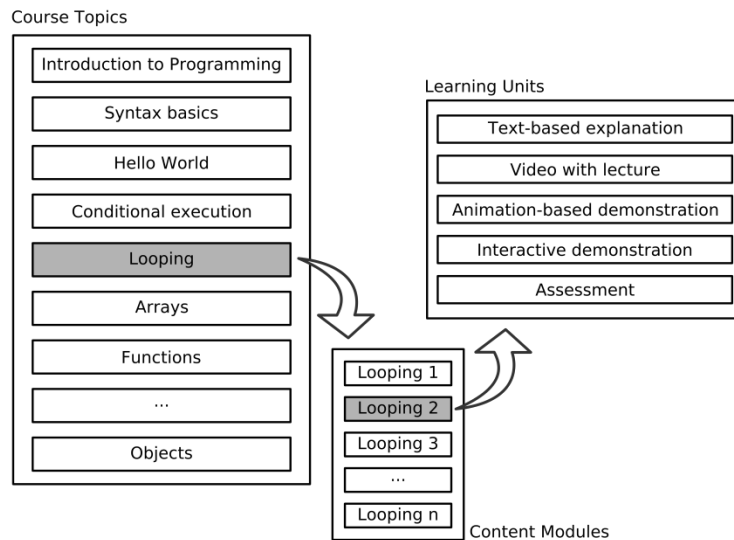 Course Topics
Introduction to Programming
Syntax basics
Hello World
Conditional execution
Looping
Arrays
Functions
...
Objects
Learning Units
Text-based explanation
Video with lecture
Animation-based demonstration
Interactive demonstration
Assessment
Looping 1
Looping 2
Looping 3
...
Looping n
Content Modules